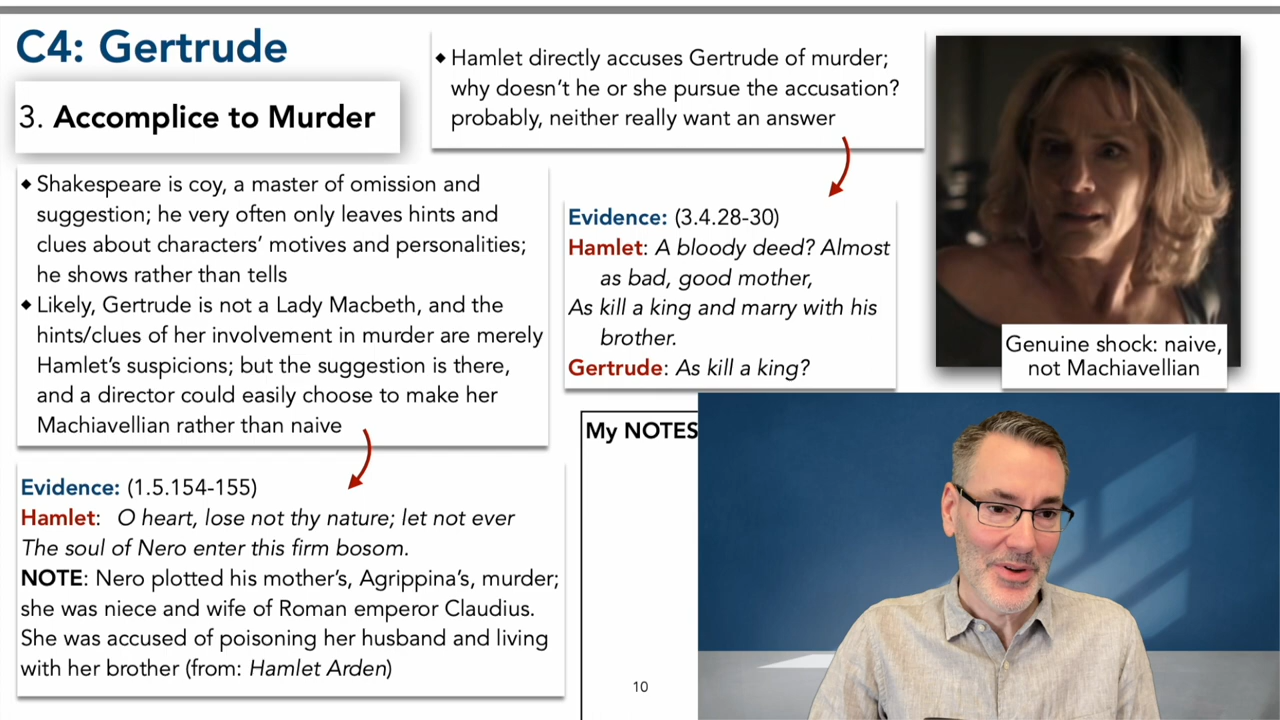 C4: Gertrude
3. Accomplice to Murder
◆ Shakespeare is coy, a master of omission and
suggestion; he very often only leaves hints and
clues about characters' motives and personalities;
he shows rather than tells
◆ Likely, Gertrude is not a Lady Macbeth, and the
hints/clues of her involvement in murder are merely
Hamlet's suspicions; but the suggestion is there,
and a director could easily choose to make her
Machiavellian rather than naive
Evidence: (1.5.154-155)
Hamlet: O heart, lose not thy nature; let not ever
The soul of Nero enter this firm bosom.
NOTE: Nero plotted his mother's, Agrippina's, murder;
she was niece and wife of Roman emperor Claudius.
She was accused of poisoning her husband and living
with her brother (from: Hamlet Arden)
◆ Hamlet directly accuses Gertrude of murder;
why doesn't he or she pursue the accusation?
probably, neither really want an answer
Evidence: (3.4.28-30)
Hamlet: A bloody deed? Almost
as bad, good mother,
As kill a king and marry with his
brother.
Gertrude: As kill a king?
Genuine shock: naive,
not Machiavellian
My NOTES
10